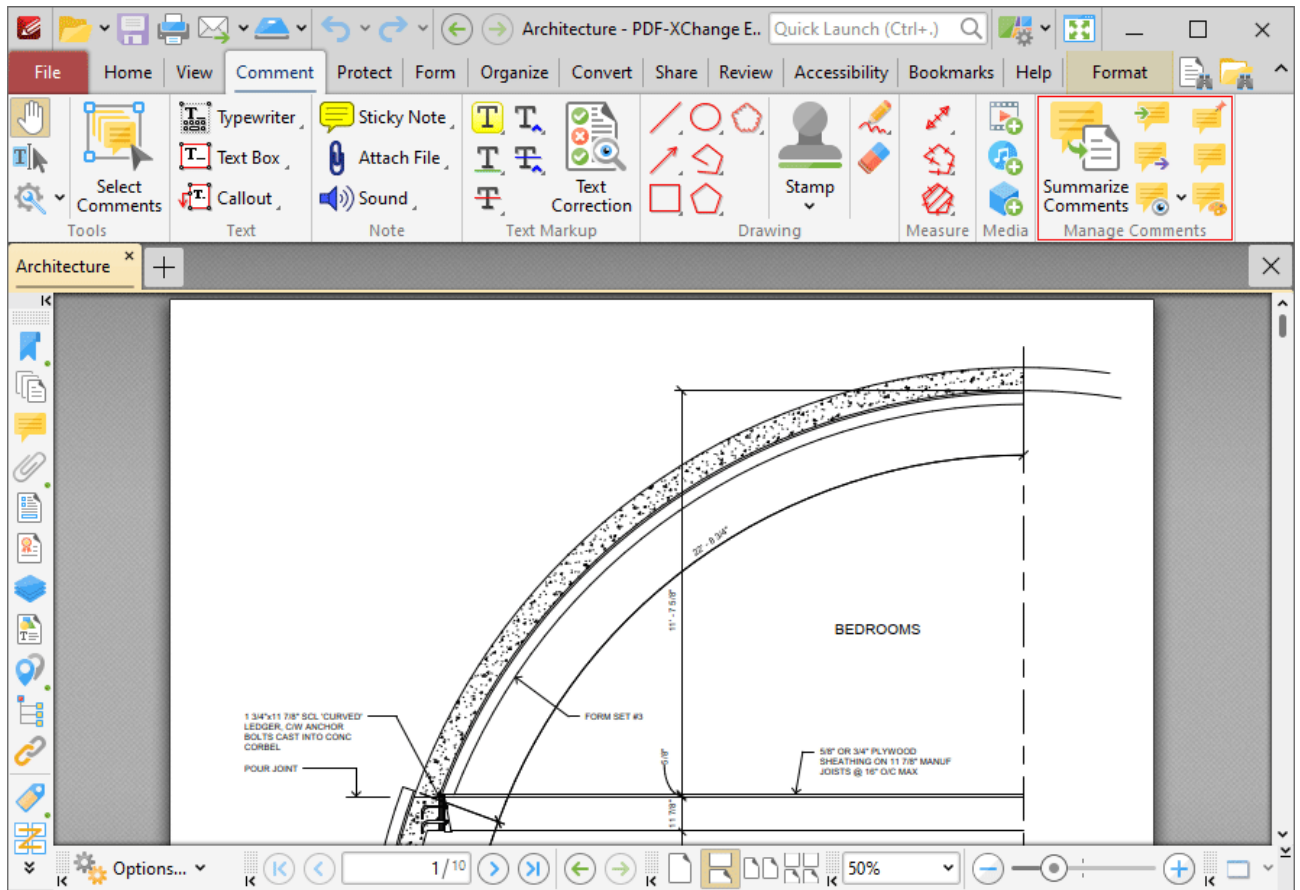 Architecture - PDF-XChange E..
Quick Launch (Ctrl+.)
File Home View Comment Protect Form Organize Convert Share Review Accessibility Bookmarks Help Format
Select Comments
Tools
Typewriter
Text Box
Callout
Text
Sticky Note
Attach File
Sound
Note
Text Correction
Text Markup
Stamp
Drawing
Measure
Media
Summarize Comments
Manage Comments
Architecture
22' - 8 3/4"
11' - 7 5/8"
BEDROOMS
1 3/4"x11 7/8" SCL 'CURVED'
LEDGER, C/W ANCHOR
BOLTS CAST INTO CONC
CORBEL
FORM SET #3
POUR JOINT
5/8"
5/8" OR 3/4" PLYWOOD
SHEATHING ON 11 7/8" MANUF
JOISTS @ 16" O/C MAX
11 7/8"
Options...
1/10
50%